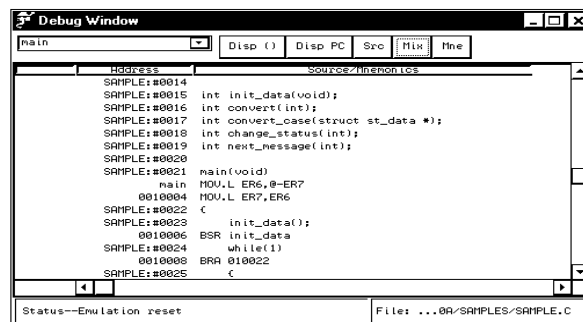 Debug Window
main Disp () Disp PC Src Mix Mne
Address Source/Mnemonics
SAMPLE:#0014
SAMPLE:#0015 int init_data(void);
SAMPLE:#0016 int convert(int);
SAMPLE:#0017 int convert_case(struct st_data *);
SAMPLE:#0018 int change_status(int);
SAMPLE:#0019 int next_message(int);
SAMPLE:#0020
SAMPLE:#0021 main(void)
main MOV.L ER6,@-ER7
0010004 MOV.L ER7,ER6
SAMPLE:#0022 {
SAMPLE:#0023 init_data();
0010006 BSR init_data
SAMPLE:#0024 while(1)
0010008 BRA 010022
SAMPLE:#0025 {
Status--Emulation reset File: ...0A/SAMPLES/SAMPLE.C